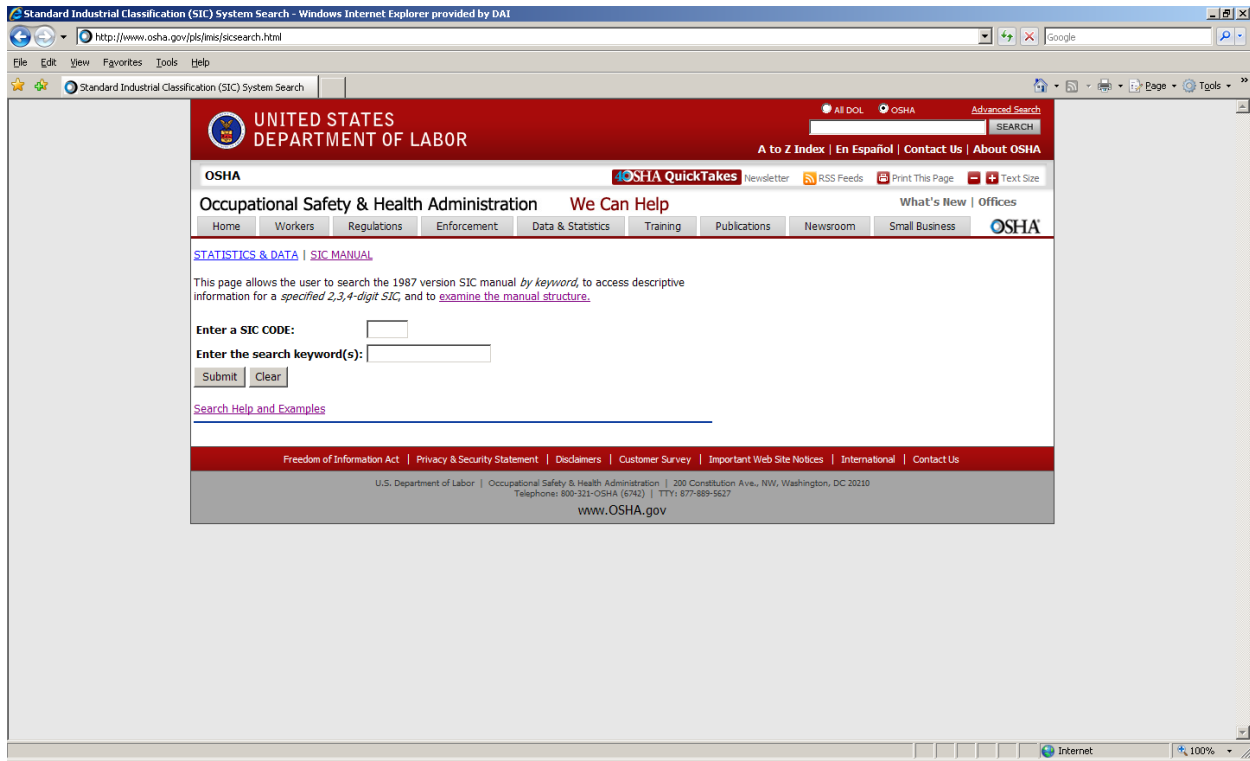 Standard Industrial Classification (SIC) System Search - Windows Internet Explorer provided by DAI
http://www.osha.gov/pls/imis/sicsearch.html
Google
File Edit View Favorites Tools Help
Standard Industrial Classification (SIC) System Search
Page Tools »
UNITED STATES
DEPARTMENT OF LABOR
All DOL OSHA Advanced Search
SEARCH
A to Z Index | En Español | Contact Us | About OSHA
OSHA
40 OSHA QuickTakes Newsletter RSS Feeds Print This Page Text Size
Occupational Safety & Health Administration We Can Help
What's New | Offices
Home Workers Regulations Enforcement Data & Statistics Training Publications Newsroom Small Business OSHA
STATISTICS & DATA | SIC MANUAL
This page allows the user to search the 1987 version SIC manual by keyword, to access descriptive
information for a specified 2,3,4-digit SIC, and to examine the manual structure.
Enter a SIC CODE:
Enter the search keyword(s):
Submit Clear
Search Help and Examples
Freedom of Information Act | Privacy & Security Statement | Disclaimers | Customer Survey | Important Web Site Notices | International | Contact Us
U.S. Department of Labor | Occupational Safety & Health Administration | 200 Constitution Ave., NW, Washington, DC 20210
Telephone: 800-321-OSHA (6742) | TTY: 877-889-5627
www.OSHA.gov
Internet 100%